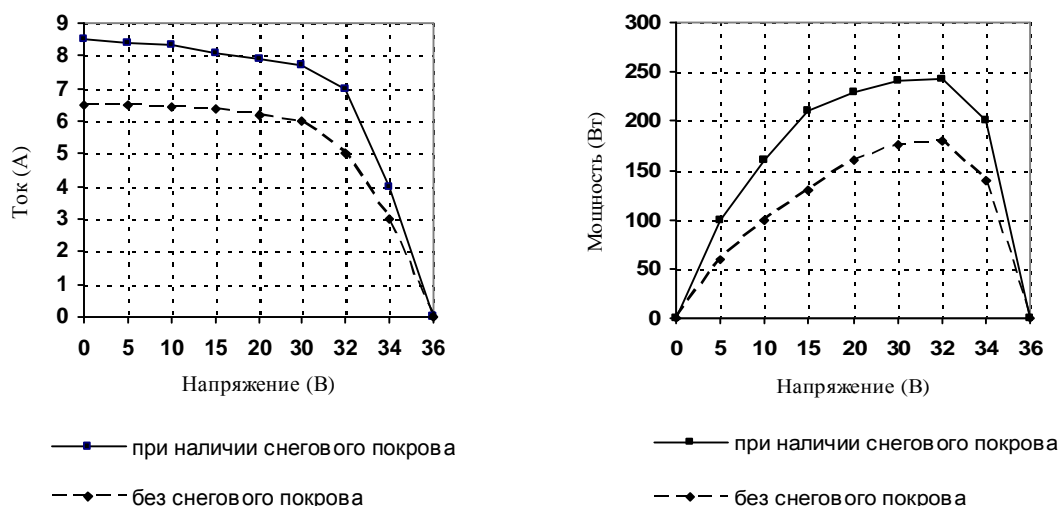 Ток (А)
9
8
7
6
5
4
3
2
1
0
0 5 10 15 20 30 32 34 36
Напряжение (В)
при наличии снегового покрова
без снегового покрова
Мощность (Вт)
300
250
200
150
100
50
0
0 5 10 15 20 30 32 34 36
Напряжение (В)
при наличии снегового покрова
без снегового покрова